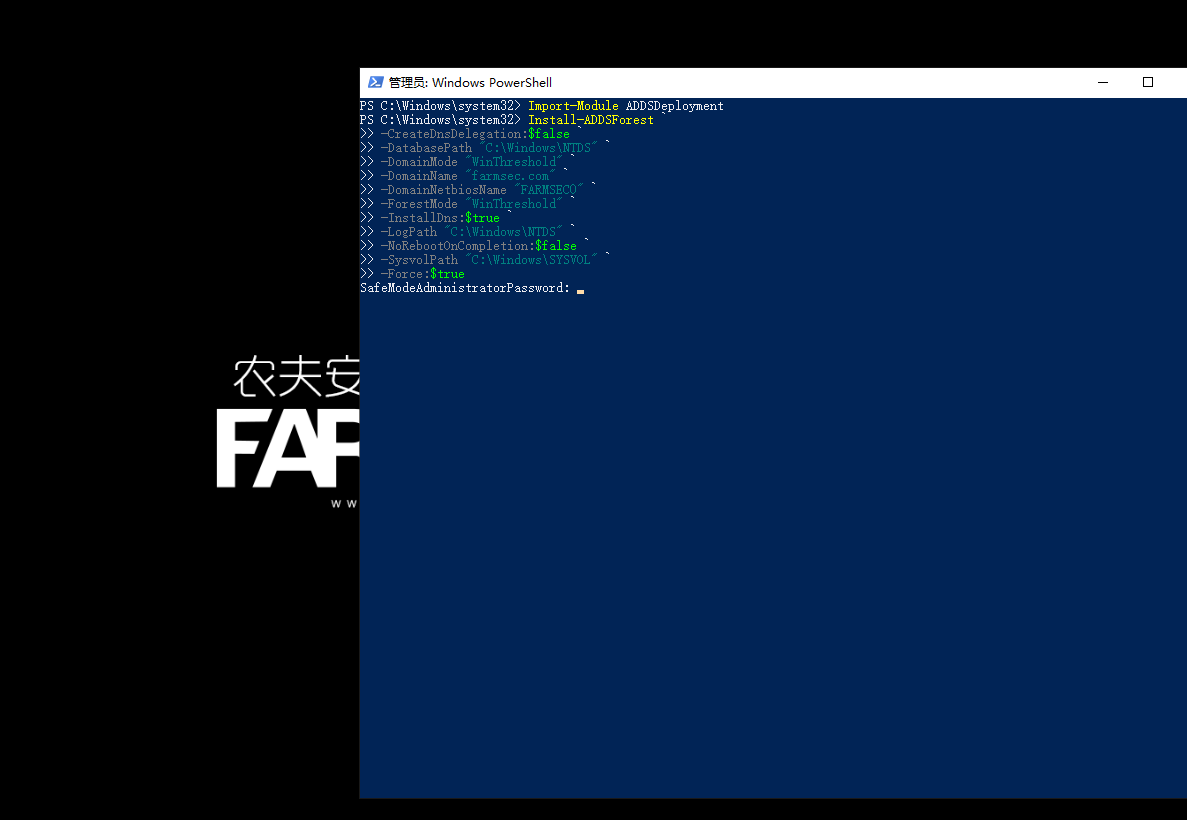 管理员: Windows PowerShell
PS C:\Windows\system32> Import-Module ADDSDeployment
PS C:\Windows\system32> Install-ADDSForest `
>> -CreateDnsDelegation:$false `
>> -DatabasePath "C:\Windows\NTDS" `
>> -DomainMode "WinThreshold" `
>> -DomainName "farmsec.com" `
>> -DomainNetbiosName "FARMSECO" `
>> -ForestMode "WinThreshold" `
>> -InstallDns:$true `
>> -LogPath "C:\Windows\NTDS" `
>> -NoRebootOnCompletion:$false `
>> -SysvolPath "C:\Windows\SYSVOL" `
>> -Force:$true
SafeModeAdministratorPassword:
农夫安
FAR
w w